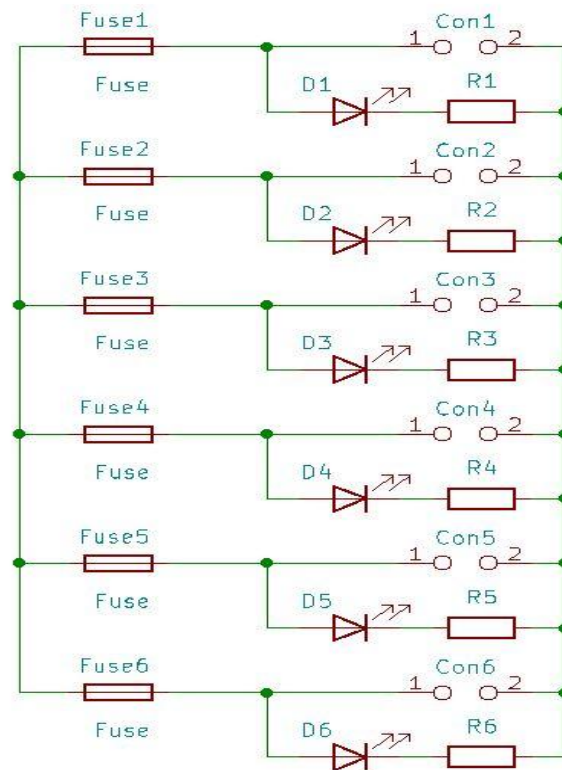 Fuse1 Con1
1 2
Fuse D1 R1
Fuse2 Con2
1 2
Fuse D2 R2
Fuse3 Con3
1 2
Fuse D3 R3
Fuse4 Con4
1 2
Fuse D4 R4
Fuse5 Con5
1 2
Fuse D5 R5
Fuse6 Con6
1 2
Fuse D6 R6